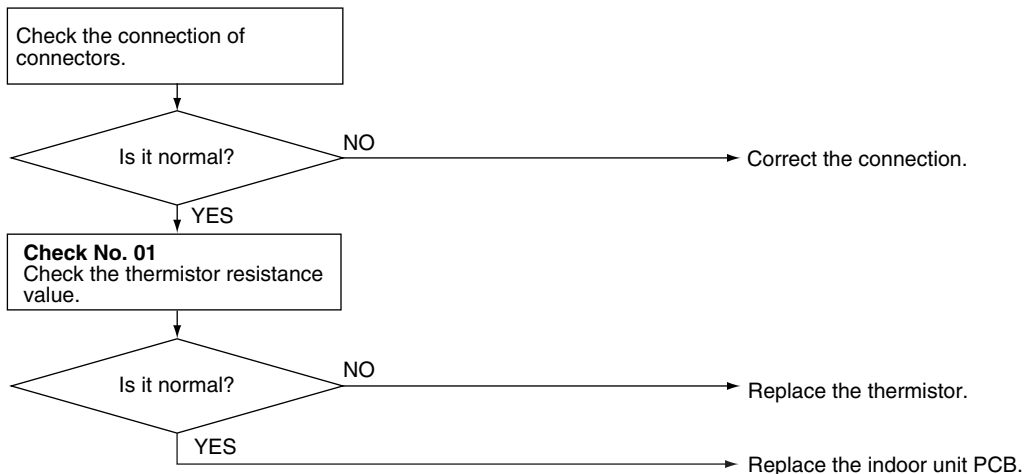 Check the connection of
connectors.
Is it normal?
NO
Correct the connection.
YES
Check No. 01
Check the thermistor resistance
value.
Is it normal?
NO
Replace the thermistor.
YES
Replace the indoor unit PCB.